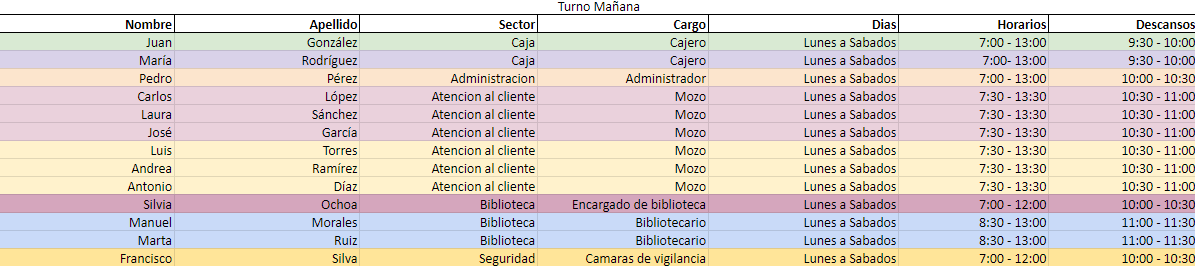 Turno Mañana
Nombre Apellido Sector Cargo Dias Horarios Descansos
Juan González Caja Cajero Lunes a Sabados 7:00 - 13:00 9:30 - 10:00
María Rodríguez Caja Cajero Lunes a Sabados 7:00- 13:00 9:30 - 10:00
Pedro Pérez Administracion Administrador Lunes a Sabados 7:00 - 13:00 10:00 - 10:30
Carlos López Atencion al cliente Mozo Lunes a Sabados 7:30 - 13:30 10:30 - 11:00
Laura Sánchez Atencion al cliente Mozo Lunes a Sabados 7:30 - 13:30 10:30 - 11:00
José García Atencion al cliente Mozo Lunes a Sabados 7:30 - 13:30 10:30 - 11:00
Luis Torres Atencion al cliente Mozo Lunes a Sabados 7:30 - 13:30 10:30 - 11:00
Andrea Ramírez Atencion al cliente Mozo Lunes a Sabados 7:30 - 13:30 10:30 - 11:00
Antonio Díaz Atencion al cliente Mozo Lunes a Sabados 7:30 - 13:30 10:30 - 11:00
Silvia Ochoa Biblioteca Encargado de biblioteca Lunes a Sabados 7:00 - 12:00 10:00 - 10:30
Manuel Morales Biblioteca Bibliotecario Lunes a Sabados 8:30 - 13:00 11:00 - 11:30
Marta Ruiz Biblioteca Bibliotecario Lunes a Sabados 8:30 - 13:00 11:00 - 11:30
Francisco Silva Seguridad Camaras de vigilancia Lunes a Sabados 7:00 - 12:00 10:00 - 10:30